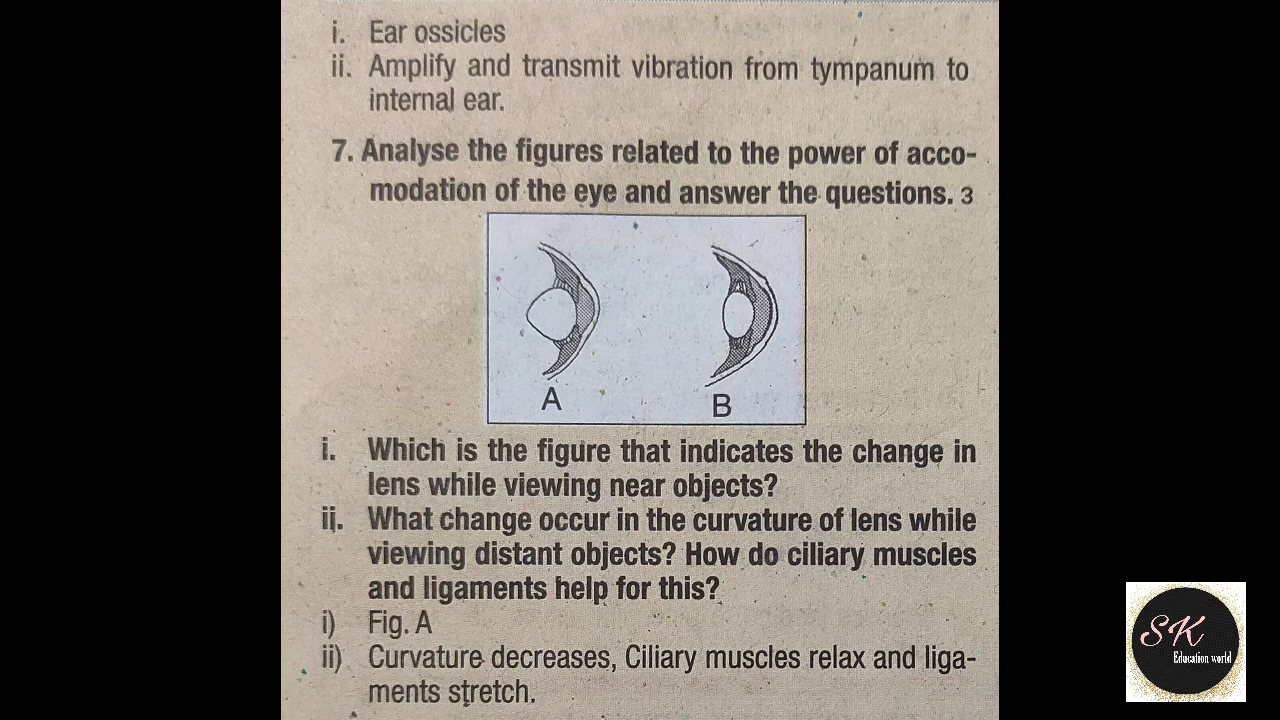 i. Ear ossicles
ii. Amplify and transmit vibration from tympanum to
internal ear.
7. Analyse the figures related to the power of acco-
modation of the eye and answer the questions. 3
A
B
i. Which is the figure that indicates the change in
lens while viewing near objects?
ii. What change occur in the curvature of lens while
viewing distant objects? How do ciliary muscles
and ligaments help for this?
i) Fig. A
ii) Curvature decreases, Ciliary muscles relax and liga-
ments stretch.
SK
Education world